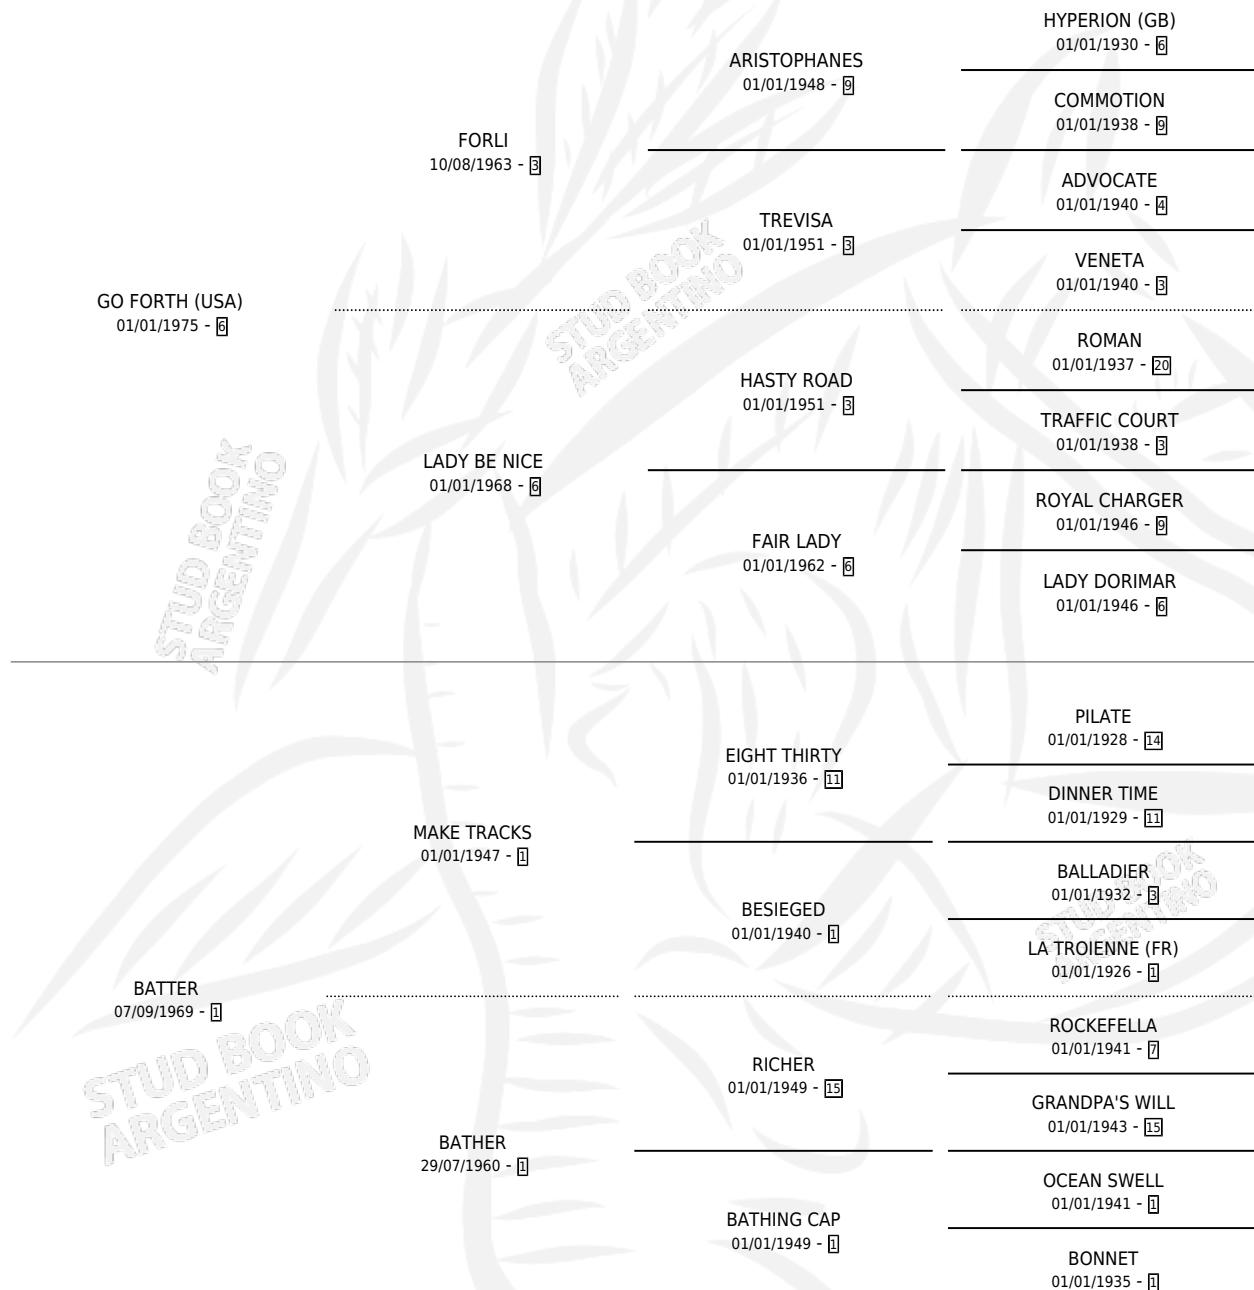 HYPERION (GB)
01/01/1930 - 6
ARISTOPHANES
01/01/1948 - 9
COMMOTION
01/01/1938 - 9
FORLI
10/08/1963 - 3
ADVOCATE
01/01/1940 - 4
TREVISA
01/01/1951 - 3
VENETA
01/01/1940 - 3
GO FORTH (USA)
01/01/1975 - 6
ROMAN
01/01/1937 - 20
HASTY ROAD
01/01/1951 - 3
TRAFFIC COURT
01/01/1938 - 3
LADY BE NICE
01/01/1968 - 6
ROYAL CHARGER
01/01/1946 - 9
FAIR LADY
01/01/1962 - 6
LADY DORIMAR
01/01/1946 - 6
PILATE
01/01/1928 - 14
EIGHT THIRTY
01/01/1936 - 11
DINNER TIME
01/01/1929 - 11
MAKE TRACKS
01/01/1947 - 1
BALLADIER
01/01/1932 - 3
BESIEGED
01/01/1940 - 1
LA TROIENNE (FR)
01/01/1926 - 1
BATTER
07/09/1969 - 1
ROCKEFELLA
01/01/1941 - 7
RICHER
01/01/1949 - 15
GRANDPA'S WILL
01/01/1943 - 15
BATHER
29/07/1960 - 1
OCEAN SWELL
01/01/1941 - 1
BATHING CAP
01/01/1949 - 1
BONNET
01/01/1935 - 1
STUD BOOK
ARGENTINO
STUD BOOK
ARGENTINO
STUD BOOK
ARGENTINO
STUD BOOK
ARGENTINO